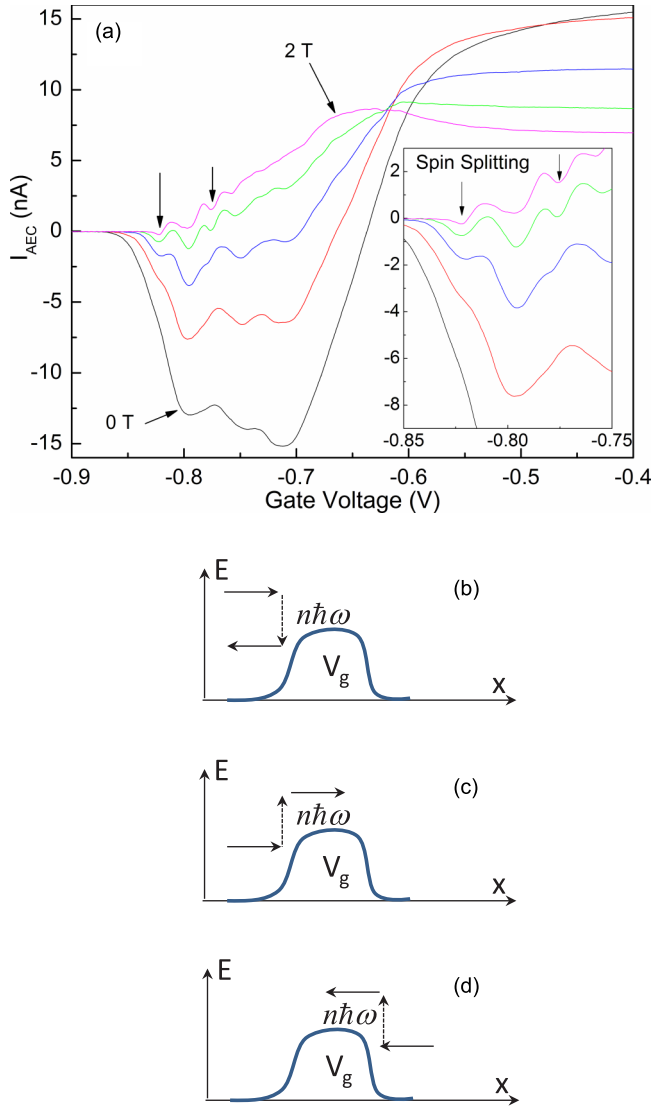 (a)
2 T
0 T
I_AEC (nA)
15
10
5
0
-5
-10
-15
-0.9
-0.8
-0.7
-0.6
-0.5
-0.4
Gate Voltage (V)
Spin Splitting
2
0
-2
-4
-6
-8
-0.85
-0.80
-0.75
(b)
E
nħω
V_g
X
(c)
E
nħω
V_g
X
(d)
E
nħω
V_g
X